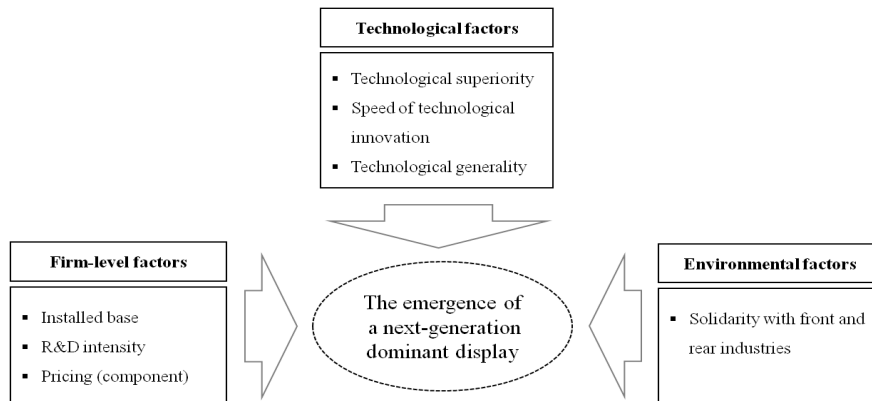 Technological factors
▪ Technological superiority
▪ Speed of technological
innovation
▪ Technological generality
Firm-level factors
▪ Installed base
▪ R&D intensity
▪ Pricing (component)
The emergence of
a next-generation
dominant display
Environmental factors
▪ Solidarity with front and
rear industries